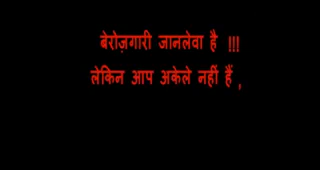 बेरोज़गारी जानलेवा है !!!
लेकिन आप अकेले नहीं हैं ,